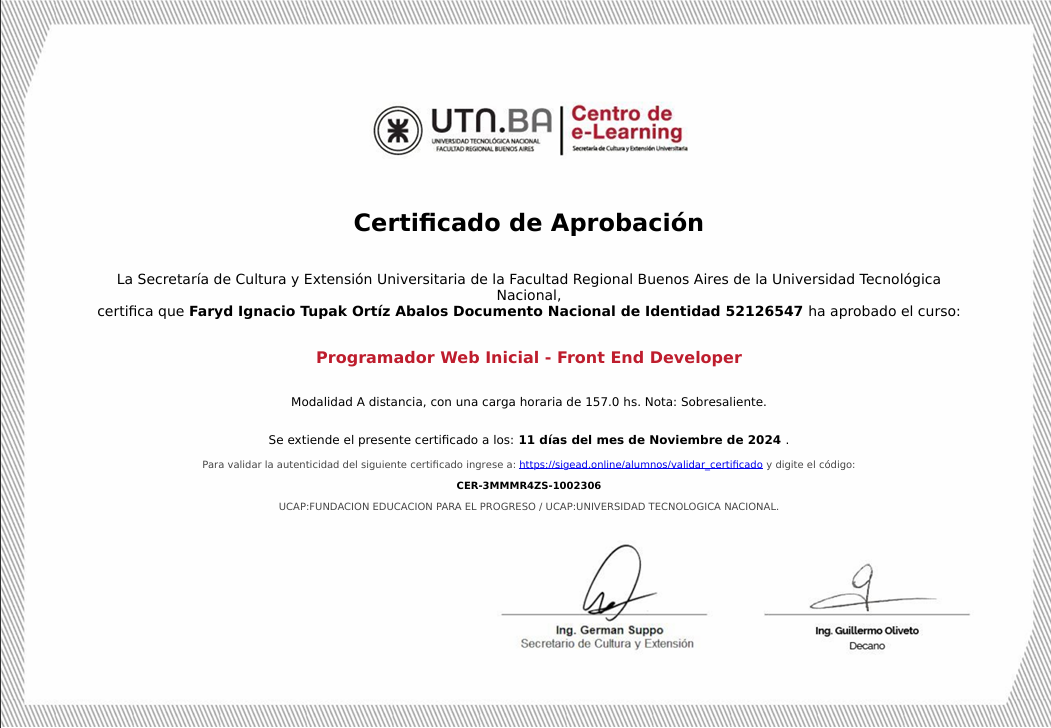 UTN.BA
UNIVERSIDAD TECNOLÓGICA NACIONAL
FACULTAD REGIONAL BUENOS AIRES
Centro de
e-Learning
Secretaría de Cultura y Extensión Universitaria
Certificado de Aprobación
La Secretaría de Cultura y Extensión Universitaria de la Facultad Regional Buenos Aires de la Universidad Tecnológica
Nacional,
certifica que Faryd Ignacio Tupak Ortíz Abalos Documento Nacional de Identidad 52126547 ha aprobado el curso:
Programador Web Inicial - Front End Developer
Modalidad A distancia, con una carga horaria de 157.0 hs. Nota: Sobresaliente.
Se extiende el presente certificado a los: 11 días del mes de Noviembre de 2024 .
Para validar la autenticidad del siguiente certificado ingrese a: https://sigead.online/alumnos/validar_certificado y digite el código:
CER-3MMMR4ZS-1002306
UCAP:FUNDACION EDUCACION PARA EL PROGRESO / UCAP:UNIVERSIDAD TECNOLOGICA NACIONAL.
Ing. German Suppo
Secretario de Cultura y Extensión
Ing. Guillermo Oliveto
Decano